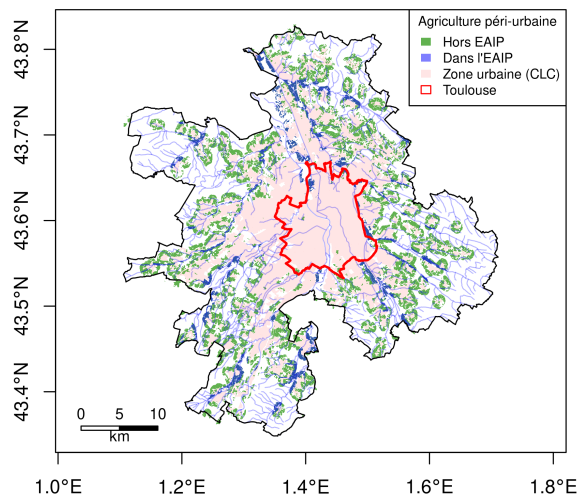 Agriculture péri-urbaine
Hors EAIP
Dans l'EAIP
Zone urbaine (CLC)
Toulouse
43.8°N
43.7°N
43.6°N
43.5°N
43.4°N
0 5 10
km
1.0°E 1.2°E 1.4°E 1.6°E 1.8°E